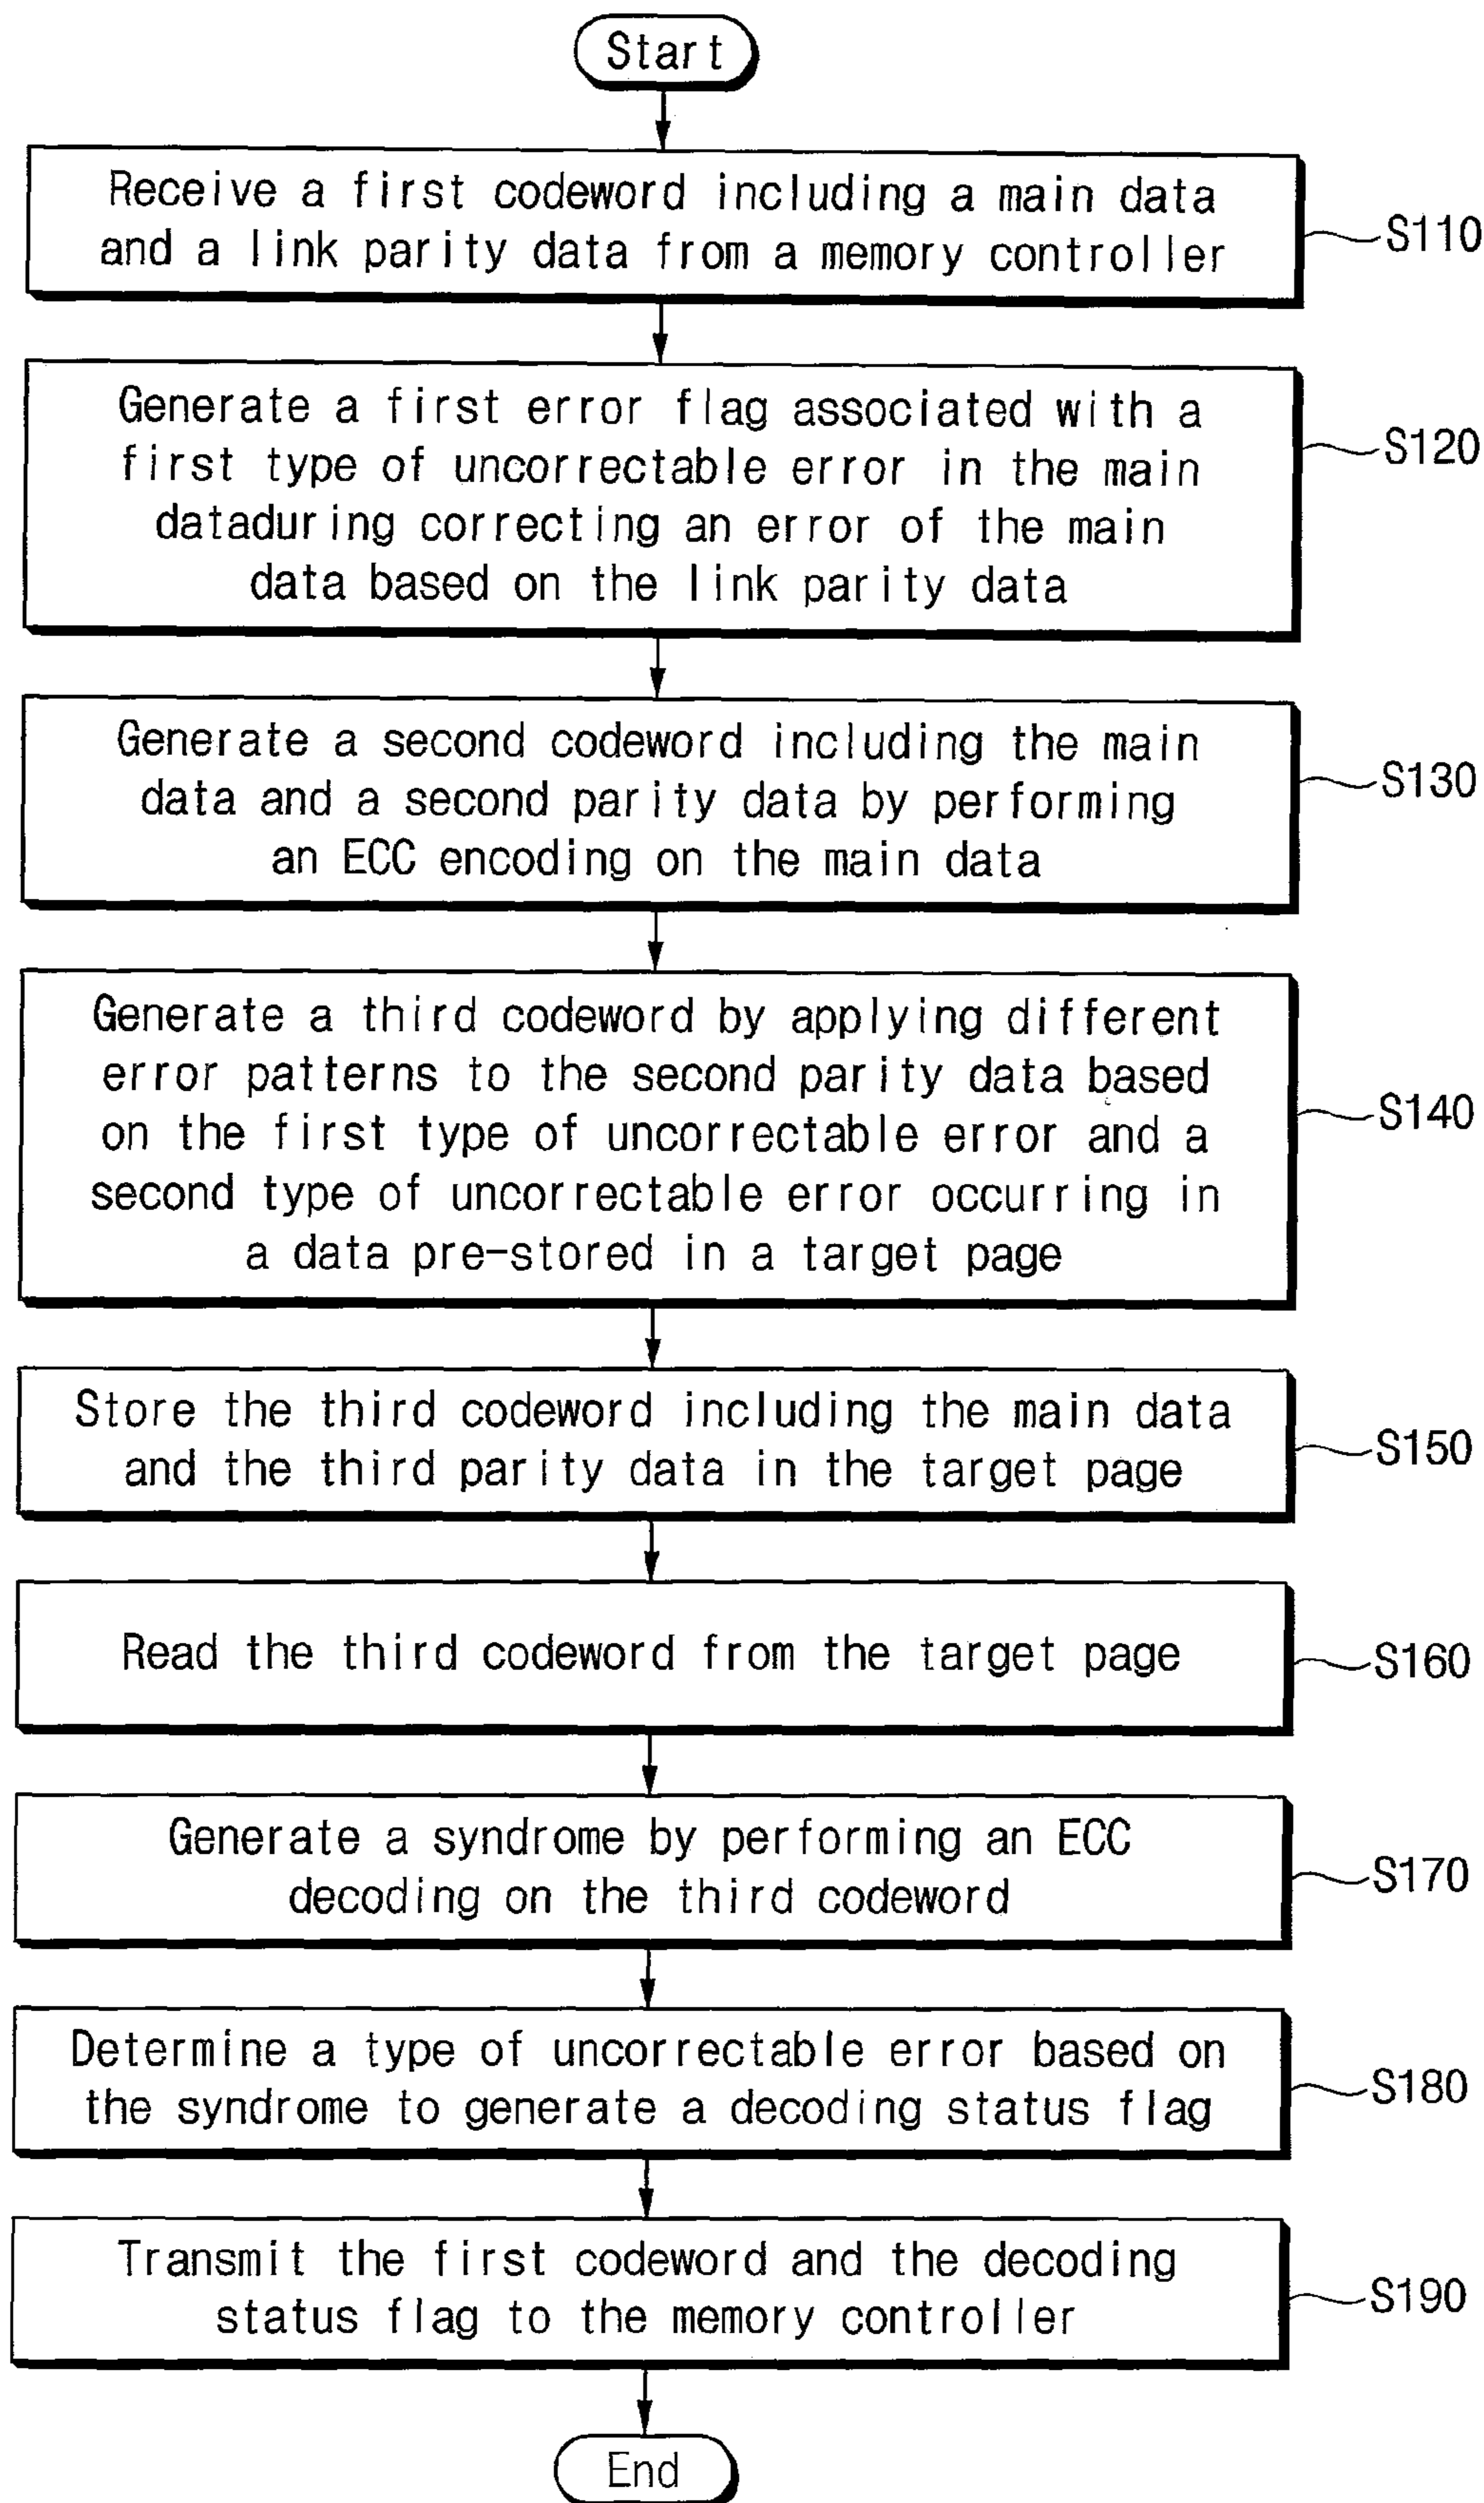 Start
Receive a first codeword including a main data
and a link parity data from a memory controller
S110
Generate a first error flag associated with a
first type of uncorrectable error in the main
dataduring correcting an error of the main
data based on the link parity data
S120
Generate a second codeword including the main
data and a second parity data by performing
an ECC encoding on the main data
S130
Generate a third codeword by applying different
error patterns to the second parity data based
on the first type of uncorrectable error and a
second type of uncorrectable error occurring in
a data pre-stored in a target page
S140
Store the third codeword including the main data
and the third parity data in the target page
S150
Read the third codeword from the target page
S160
Generate a syndrome by performing an ECC
decoding on the third codeword
S170
Determine a type of uncorrectable error based on
the syndrome to generate a decoding status flag
S180
Transmit the first codeword and the decoding
status flag to the memory controller
S190
End